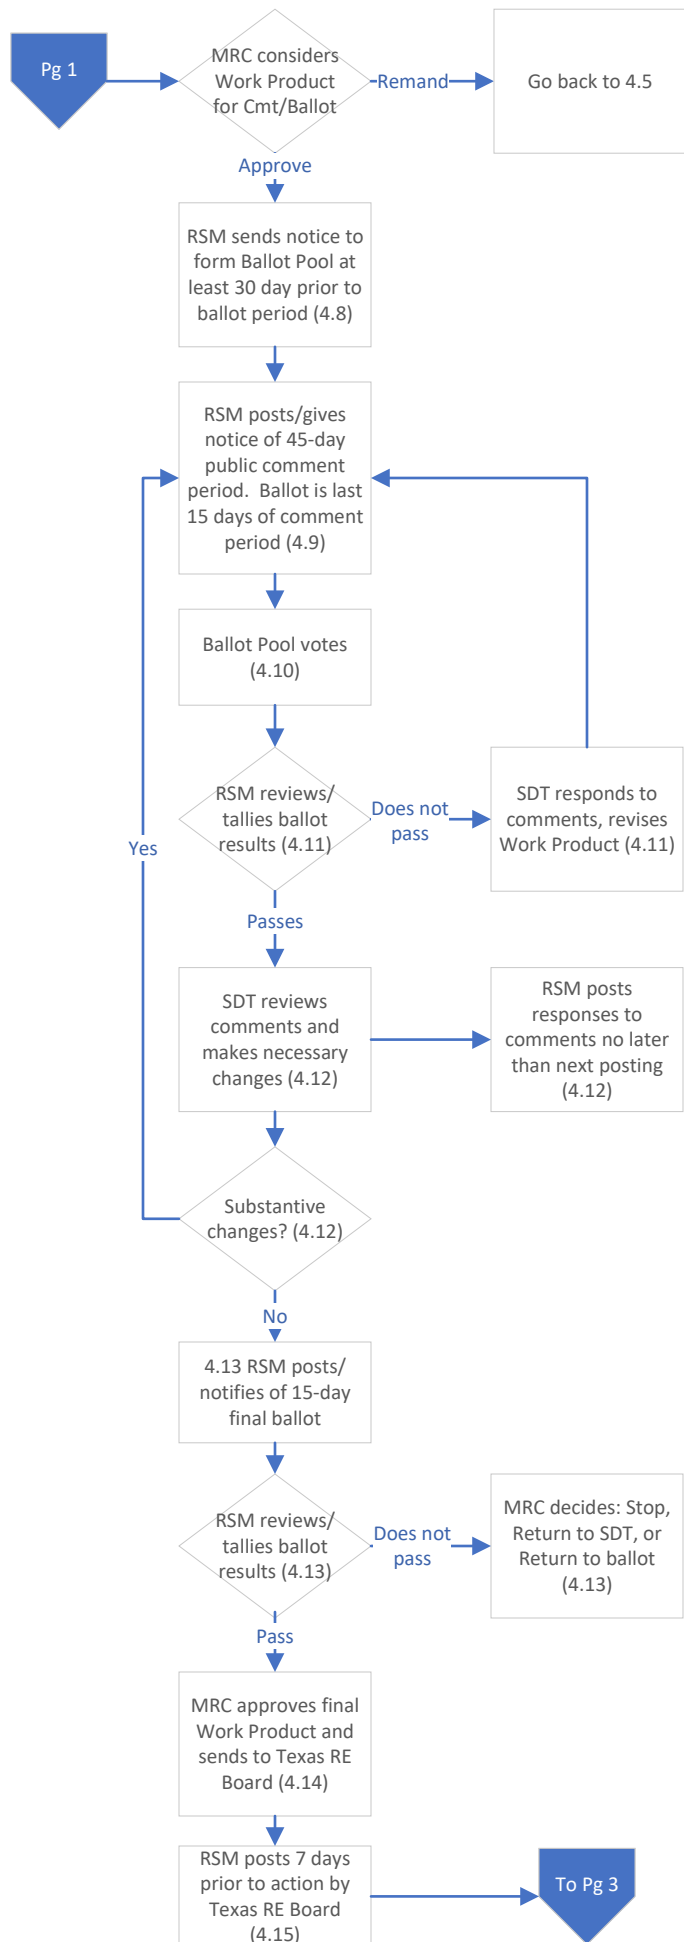 Pg 1
MRC considers
Work Product
for Cmt/Ballot
Remand
Go back to 4.5
Approve
RSM sends notice to
form Ballot Pool at
least 30 day prior to
ballot period (4.8)
RSM posts/gives
notice of 45-day
public comment
period.  Ballot is last
15 days of comment
period (4.9)
Ballot Pool votes
(4.10)
RSM reviews/
tallies ballot
results (4.11)
Does not
pass
SDT responds to
comments, revises
Work Product (4.11)
Yes
Passes
SDT reviews
comments and
makes necessary
changes (4.12)
RSM posts
responses to
comments no later
than next posting
(4.12)
Substantive
changes? (4.12)
No
4.13 RSM posts/
notifies of 15-day
final ballot
RSM reviews/
tallies ballot
results (4.13)
Does not
pass
MRC decides: Stop,
Return to SDT, or
Return to ballot
(4.13)
Pass
MRC approves final
Work Product and
sends to Texas RE
Board (4.14)
RSM posts 7 days
prior to action by
Texas RE Board
(4.15)
To Pg 3